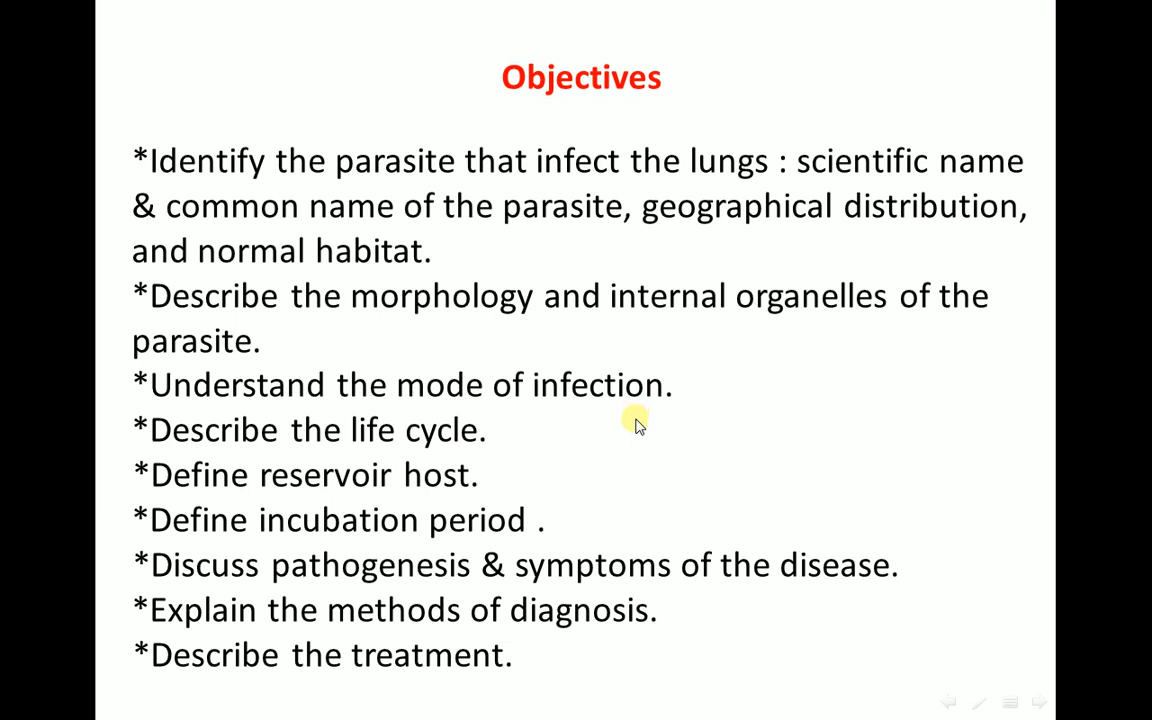 Objectives
*Identify the parasite that infect the lungs : scientific name
& common name of the parasite, geographical distribution,
and normal habitat.
*Describe the morphology and internal organelles of the
parasite.
*Understand the mode of infection.
*Describe the life cycle.
*Define reservoir host.
*Define incubation period .
*Discuss pathogenesis & symptoms of the disease.
*Explain the methods of diagnosis.
*Describe the treatment.